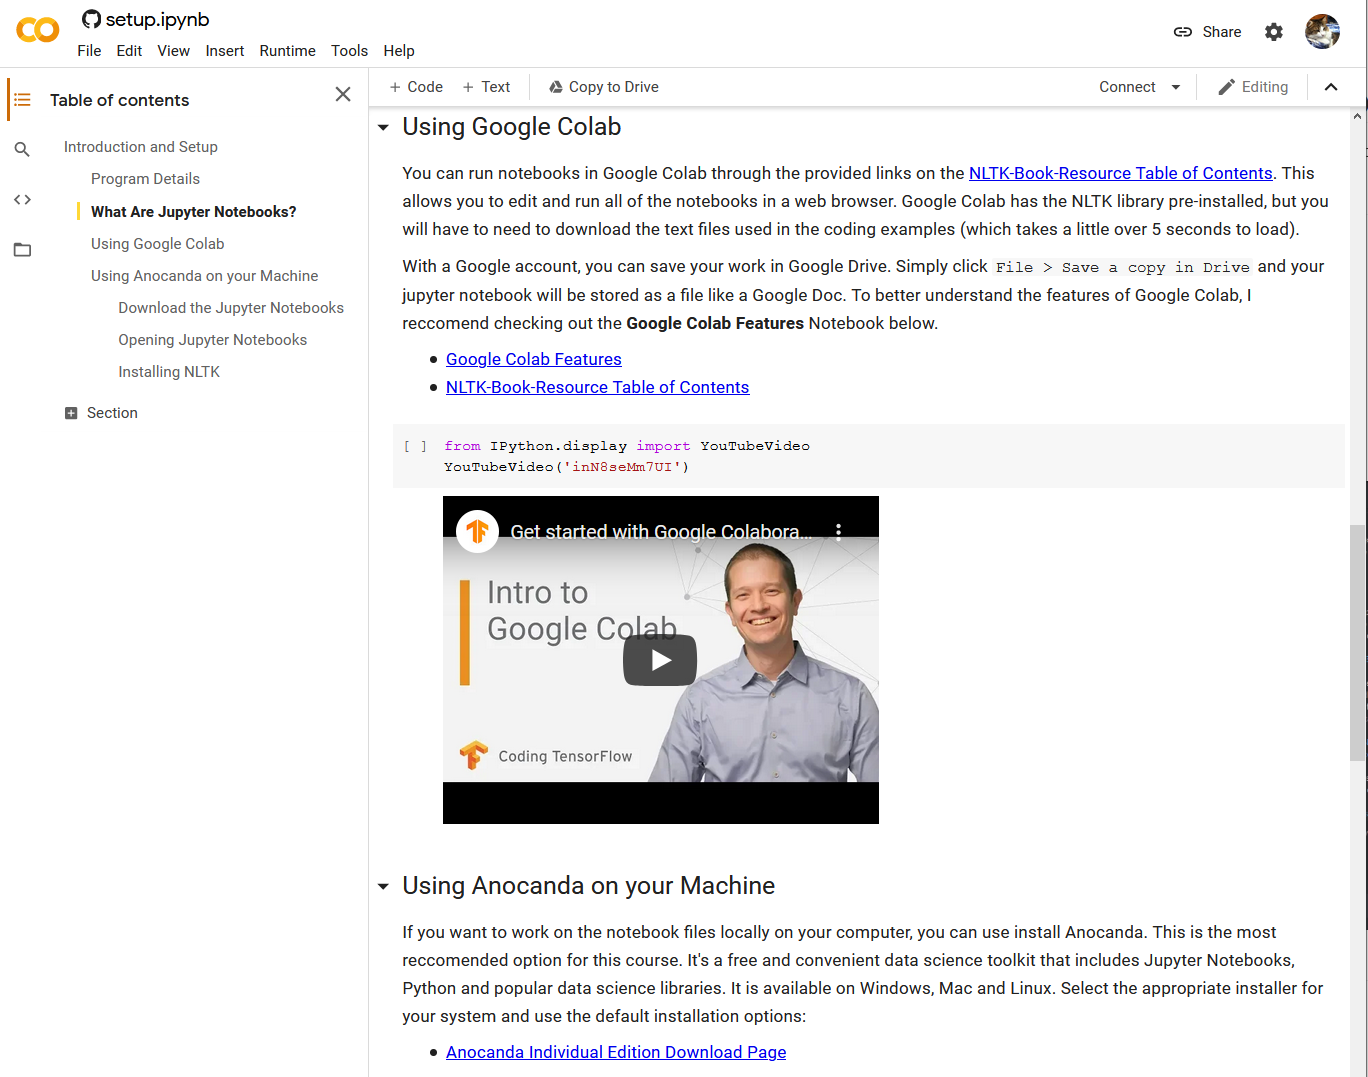 setup.ipynb
File Edit View Insert Runtime Tools Help
Share
Table of contents
Introduction and Setup
Program Details
What Are Jupyter Notebooks?
Using Google Colab
Using Anocanda on your Machine
Download the Jupyter Notebooks
Opening Jupyter Notebooks
Installing NLTK
Section
+ Code + Text Copy to Drive Connect Editing
Using Google Colab
You can run notebooks in Google Colab through the provided links on the NLTK-Book-Resource Table of Contents. This
allows you to edit and run all of the notebooks in a web browser. Google Colab has the NLTK library pre-installed, but you
will have to need to download the text files used in the coding examples (which takes a little over 5 seconds to load).
With a Google account, you can save your work in Google Drive. Simply click File > Save a copy in Drive and your
jupyter notebook will be stored as a file like a Google Doc. To better understand the features of Google Colab, I
reccomend checking out the Google Colab Features Notebook below.
• Google Colab Features
• NLTK-Book-Resource Table of Contents
[ ] from IPython.display import YouTubeVideo
YouTubeVideo('inN8seMm7UI')
Get started with Google Colabora...
Intro to
Google Colab
Coding TensorFlow
Using Anocanda on your Machine
If you want to work on the notebook files locally on your computer, you can use install Anocanda. This is the most
reccomended option for this course. It's a free and convenient data science toolkit that includes Jupyter Notebooks,
Python and popular data science libraries. It is available on Windows, Mac and Linux. Select the appropriate installer for
your system and use the default installation options:
• Anocanda Individual Edition Download Page